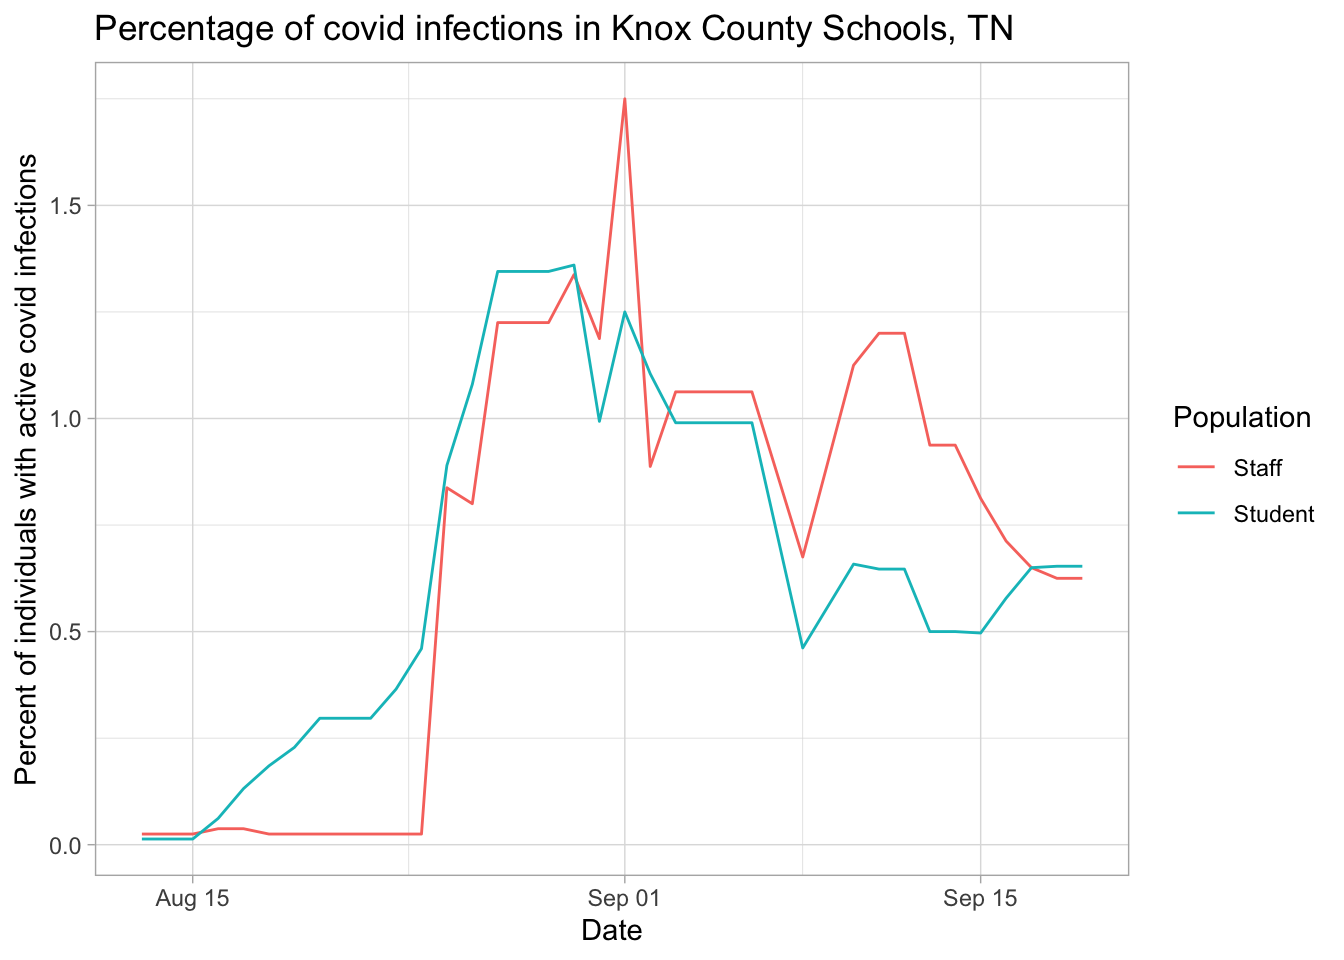 Percentage of covid infections in Knox County Schools, TN
Percent of individuals with active covid infections
1.5
1.0
0.5
0.0
Aug 15
Sep 01
Sep 15
Date
Population
Staff
Student